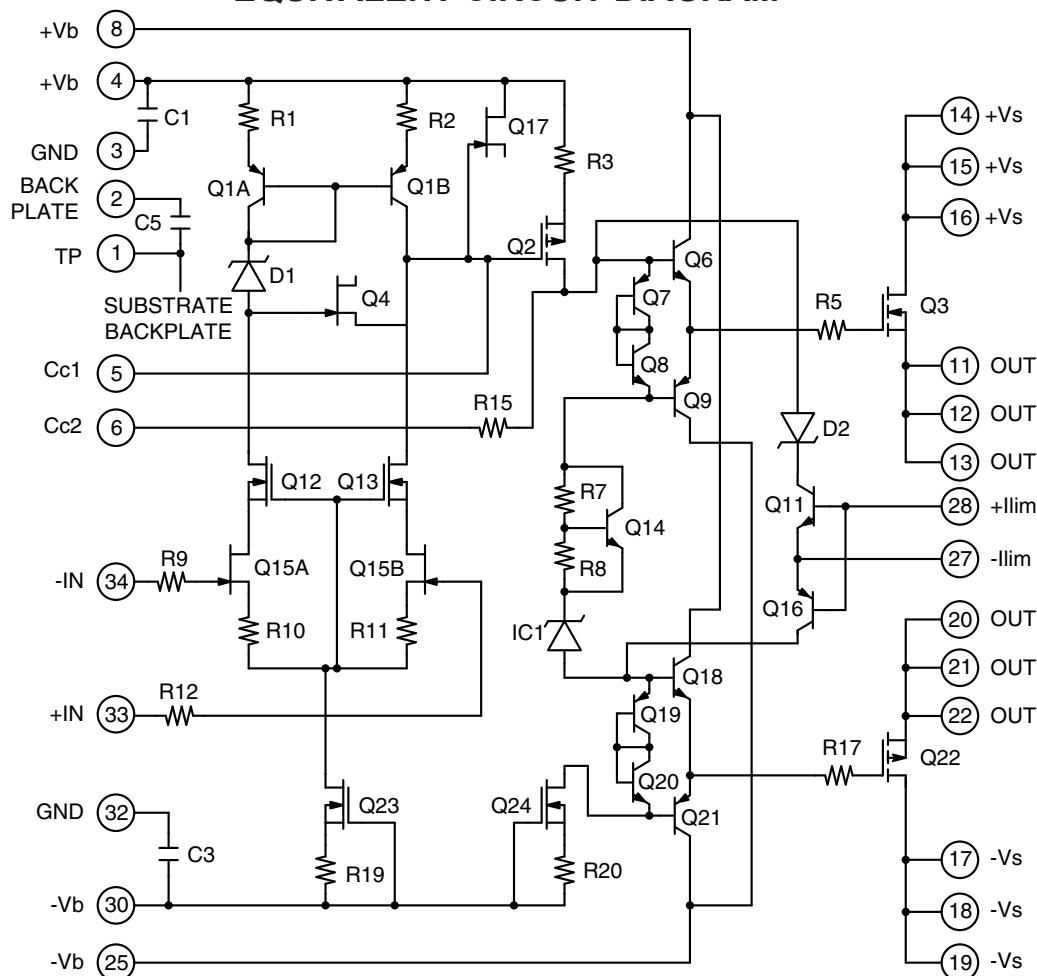 EQUIVALENT CIRCUIT DIAGRAM
+Vb 8
+Vb 4
C1 R1 R2 Q17
GND 3
R3
14 +Vs
15 +Vs
16 +Vs
BACK
PLATE 2
C5
TP 1
Q1A Q1B
Q2
Q6
D1
Q4
SUBSTRATE
BACKPLATE
Q7
R5
Q3
Cc1 5
Q8
11 OUT
Cc2 6
R15
Q9
12 OUT
D2
13 OUT
Q12 Q13
R7
Q11
28 +Ilim
Q14
-IN 34
R9
Q15A Q15B
R8
27 -Ilim
R10 R11
IC1
Q16
20 OUT
Q18
21 OUT
+IN 33
R12
Q19
22 OUT
R17
Q22
Q20
Q23 Q24
Q21
GND 32
C3
R19 R20
17 -Vs
-Vb 30
18 -Vs
-Vb 25
19 -Vs